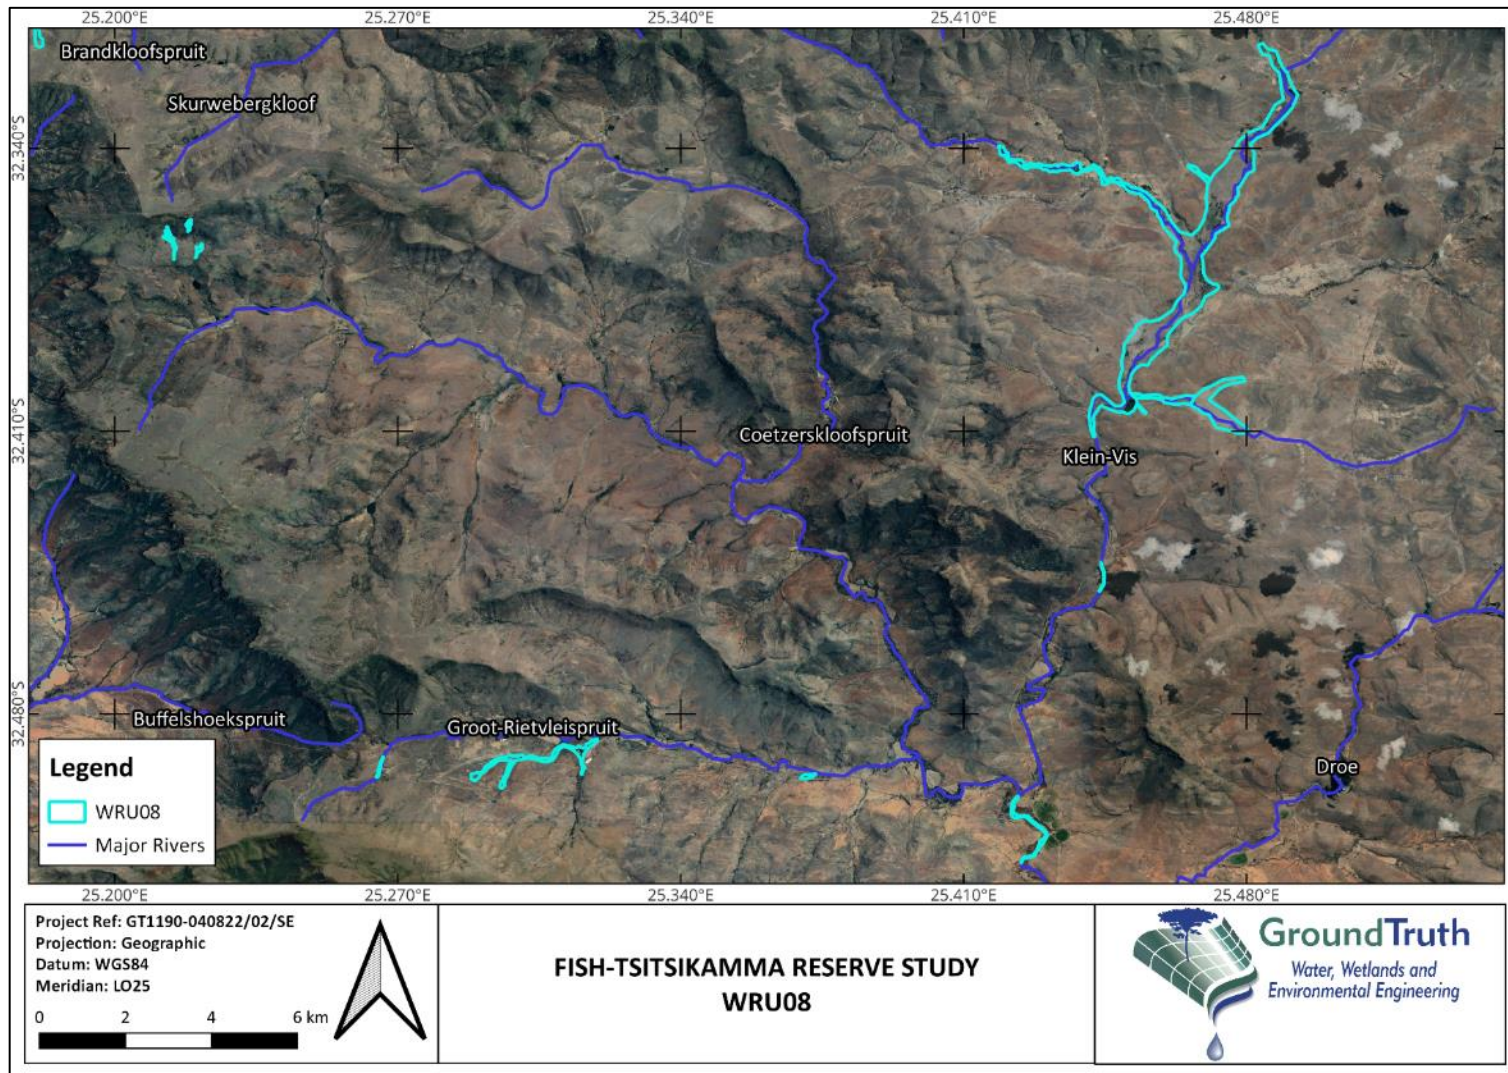 25.200°E 25.270°E 25.340°E 25.410°E 25.480°E
Brandkloofspruit
Skurwebergkloof
32.340°S
32.410°S
Coetzerskloofspruit
Klein-Vis
32.480°S
Buffelshoekspruit
Groot-Rietvleispruit
Droe
Legend
WRU08
Major Rivers
25.200°E 25.270°E 25.340°E 25.410°E 25.480°E
Project Ref: GT1190-040822/02/SE
Projection: Geographic
Datum: WGS84
Meridian: LO25
0 2 4 6 km
FISH-TSITSIKAMMA RESERVE STUDY
WRU08
GroundTruth
Water, Wetlands and
Environmental Engineering